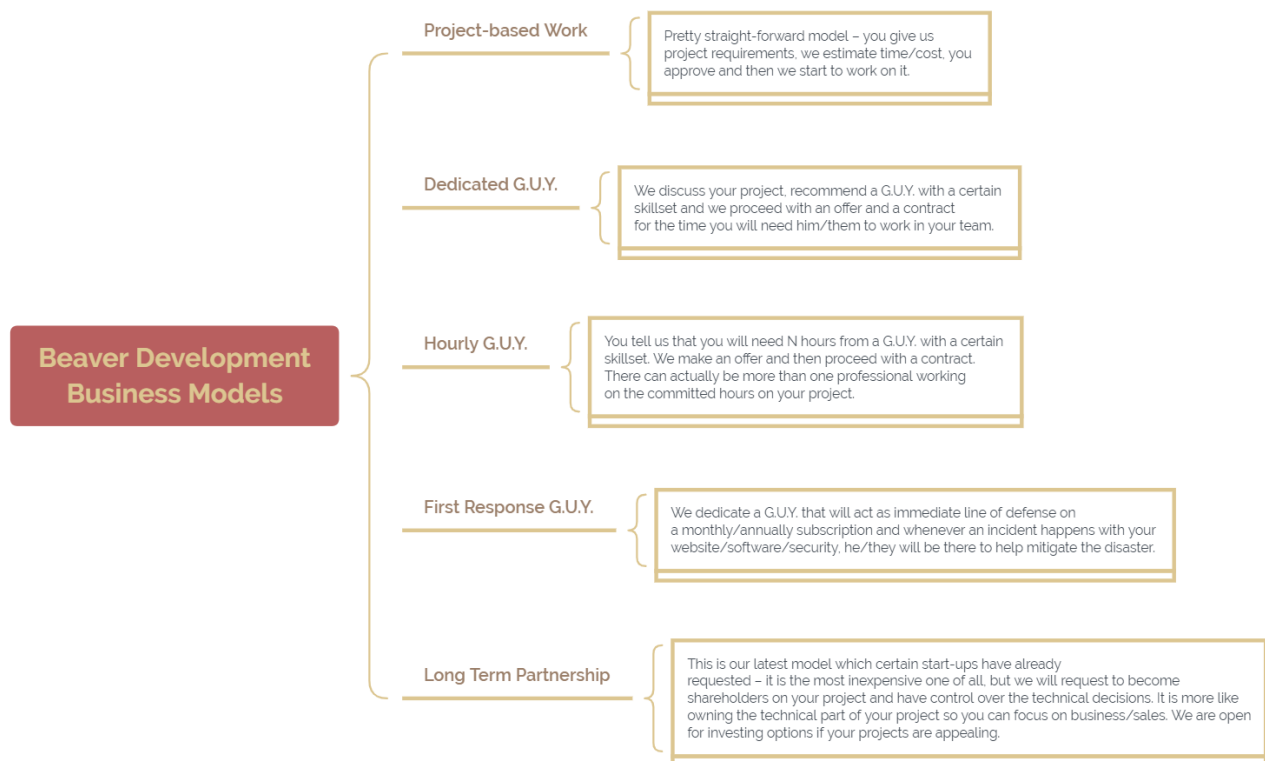 Beaver Development
Business Models
Project-based Work
Pretty straight-forward model – you give us
project requirements, we estimate time/cost, you
approve and then we start to work on it.
Dedicated G.U.Y.
We discuss your project, recommend a G.U.Y. with a certain
skillset and we proceed with an offer and a contract
for the time you will need him/them to work in your team.
Hourly G.U.Y.
You tell us that you will need N hours from a G.U.Y. with a certain
skillset. We make an offer and then proceed with a contract.
There can actually be more than one professional working
on the committed hours on your project.
First Response G.U.Y.
We dedicate a G.U.Y. that will act as immediate line of defense on
a monthly/annually subscription and whenever an incident happens with your
website/software/security, he/they will be there to help mitigate the disaster.
Long Term Partnership
This is our latest model which certain start-ups have already
requested – it is the most inexpensive one of all, but we will request to become
shareholders on your project and have control over the technical decisions. It is more like
owning the technical part of your project so you can focus on business/sales. We are open
for investing options if your projects are appealing.